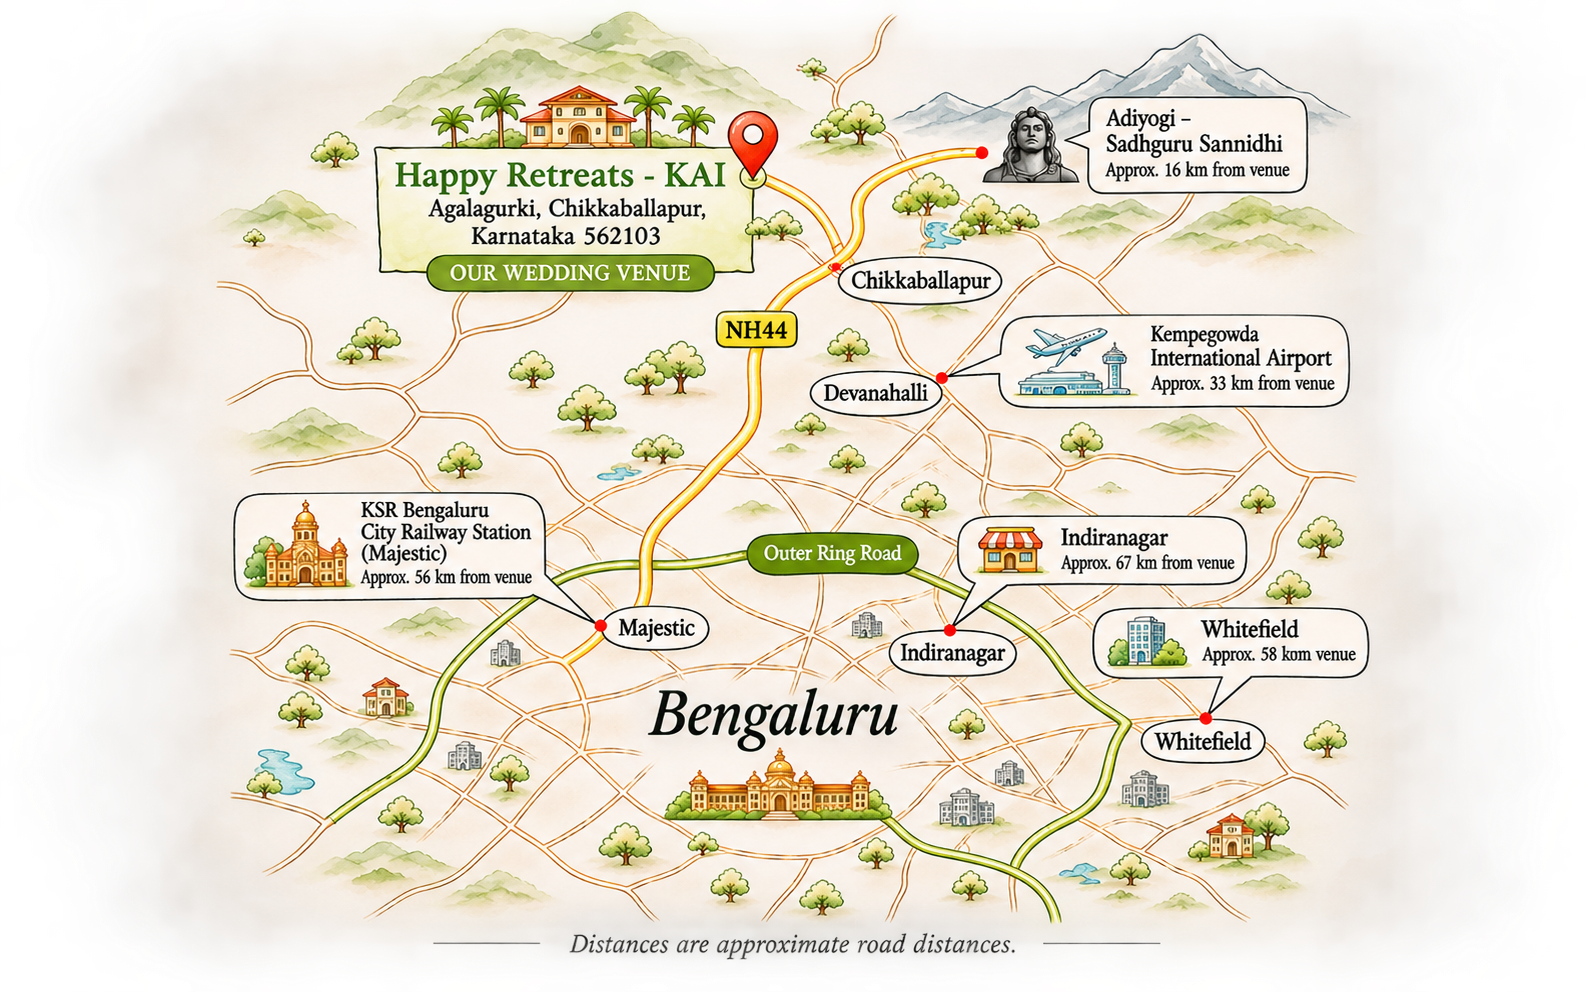 Happy Retreats - KAI
Agalagurki, Chikkaballapur,
Karnataka 562103
OUR WEDDING VENUE
Adiyogi –
Sadhguru Sannidhi
Approx. 16 km from venue
Chikkaballapur
NH44
Kempegowda
International Airport
Approx. 33 km from venue
Devanahalli
KSR Bengaluru
City Railway Station
(Majestic)
Approx. 56 km from venue
Outer Ring Road
Indiranagar
Approx. 67 km from venue
Majestic
Indiranagar
Whitefield
Approx. 58 kom venue
Bengaluru
Whitefield
Distances are approximate road distances.